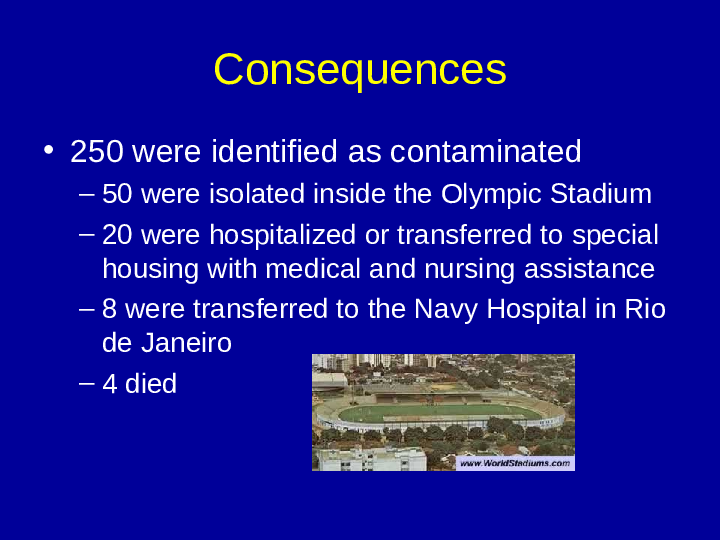 Consequences
• 250 were identified as contaminated
– 50 were isolated inside the Olympic Stadium
– 20 were hospitalized or transferred to special
housing with medical and nursing assistance
– 8 were transferred to the Navy Hospital in Rio
de Janeiro
– 4 died
www.WorldStadiums.com